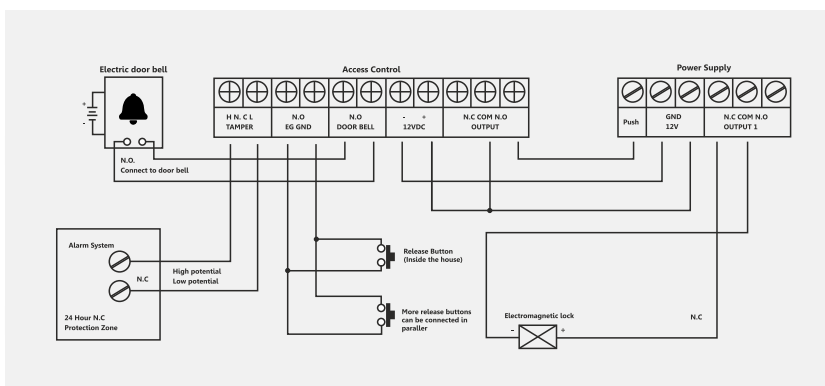 Electric door bell
Access Control
Power Supply
+
-
H N. C L
TAMPER
N.O
EG GND
N.O
DOOR BELL
- +
12VDC
N.C COM N.O
OUTPUT
Push
GND
12V
N.C COM N.O
OUTPUT 1
N.O.
Connect to door bell
Alarm System
N.C
High potential
Low potential
24 Hour N.C
Protection Zone
Release Button
(Inside the house)
More release buttons
can be connected in
paraller
Electromagnetic lock
- +
N.C